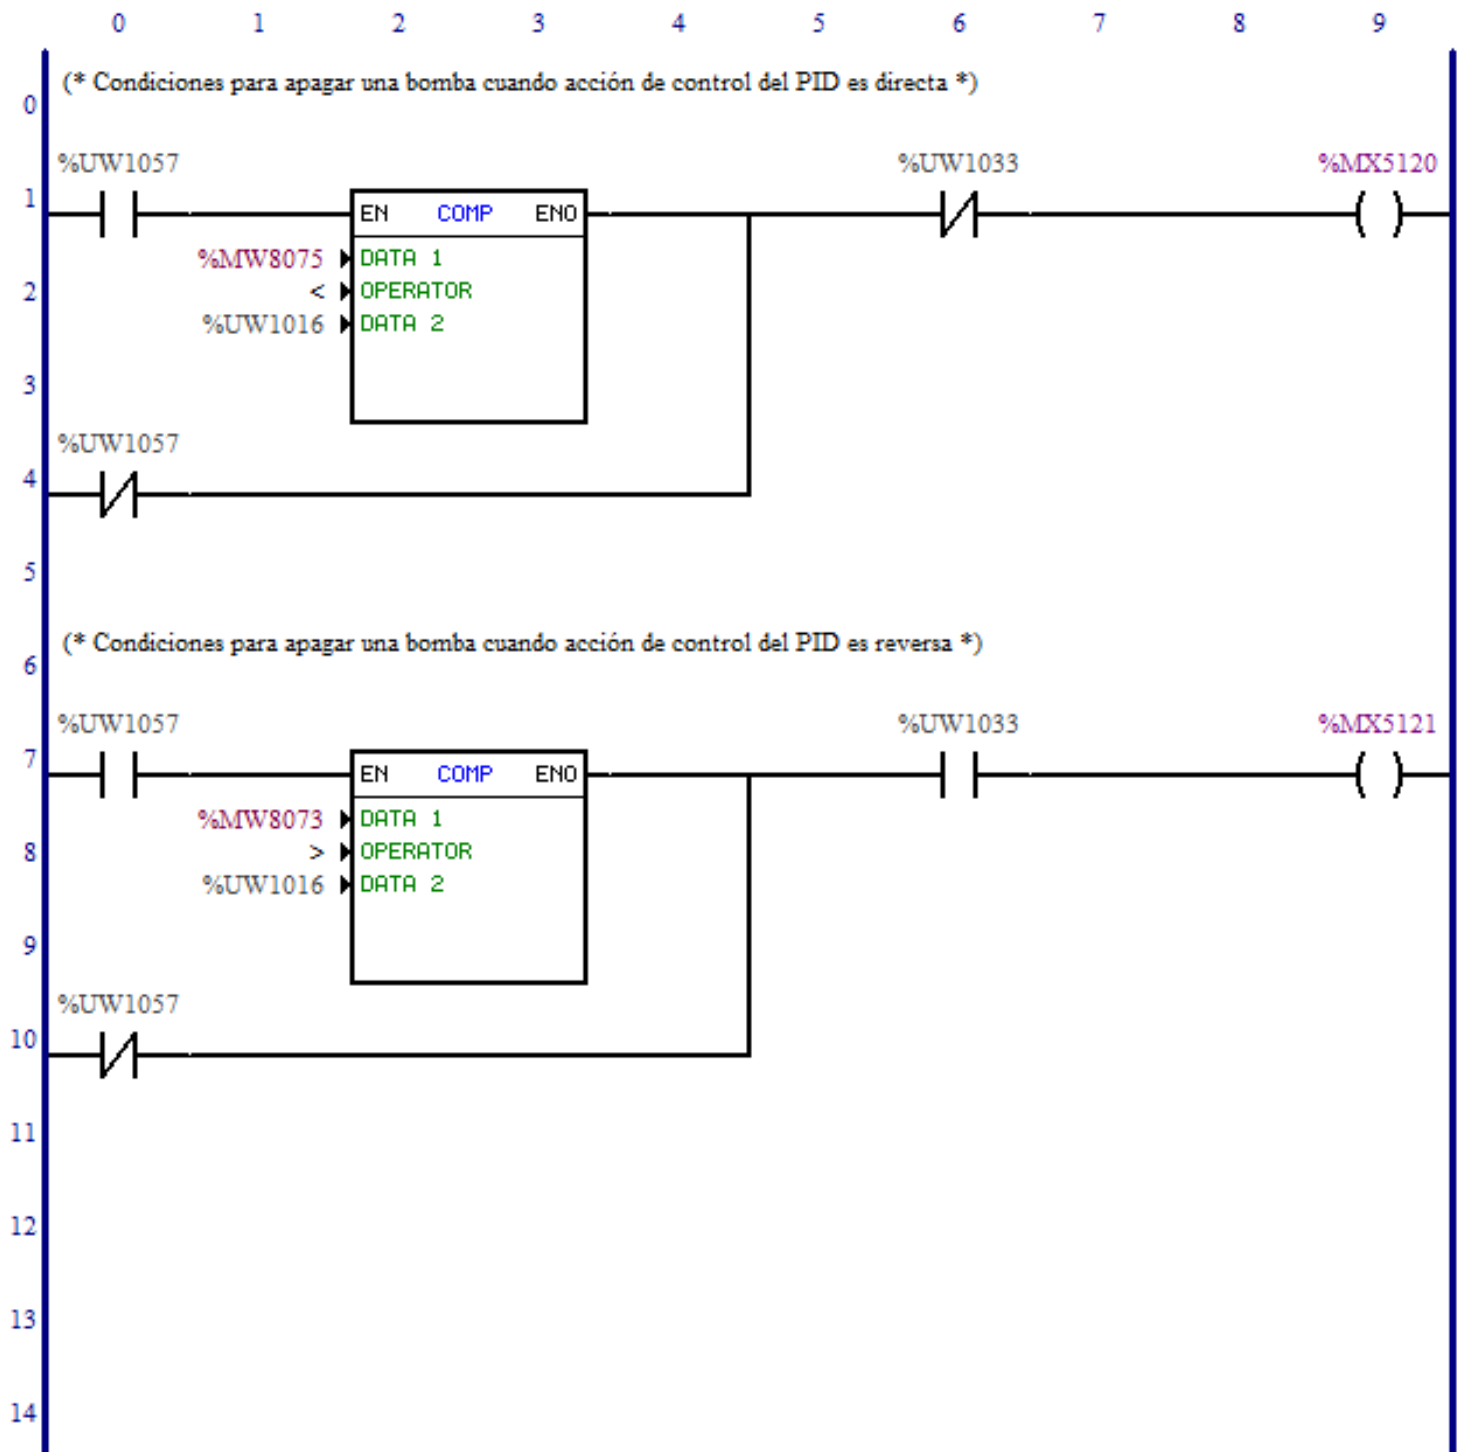 0 1 2 3 4 5 6 7 8 9
(* Condiciones para apagar una bomba cuando acción de control del PID es directa *)
0
%UW1057 %UW1033 %MX5120
1 EN COMP ENO ( )
%MW8075 DATA 1
2 < OPERATOR
%UW1016 DATA 2
3
%UW1057
4
5
(* Condiciones para apagar una bomba cuando acción de control del PID es reversa *)
6
%UW1057 %UW1033 %MX5121
7 EN COMP ENO ( )
%MW8073 DATA 1
8 > OPERATOR
%UW1016 DATA 2
9
%UW1057
10
11
12
13
14